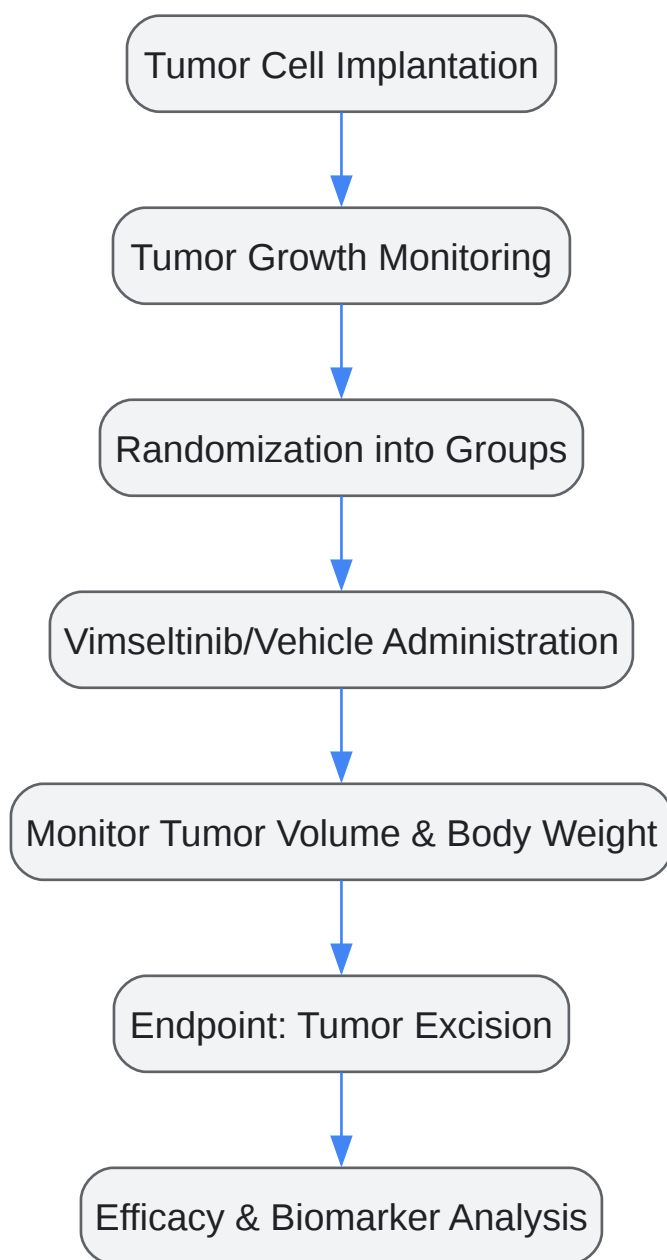 Tumor Cell Implantation
Tumor Growth Monitoring
Randomization into Groups
Vimseltinib/Vehicle Administration
Monitor Tumor Volume & Body Weight
Endpoint: Tumor Excision
Efficacy & Biomarker Analysis